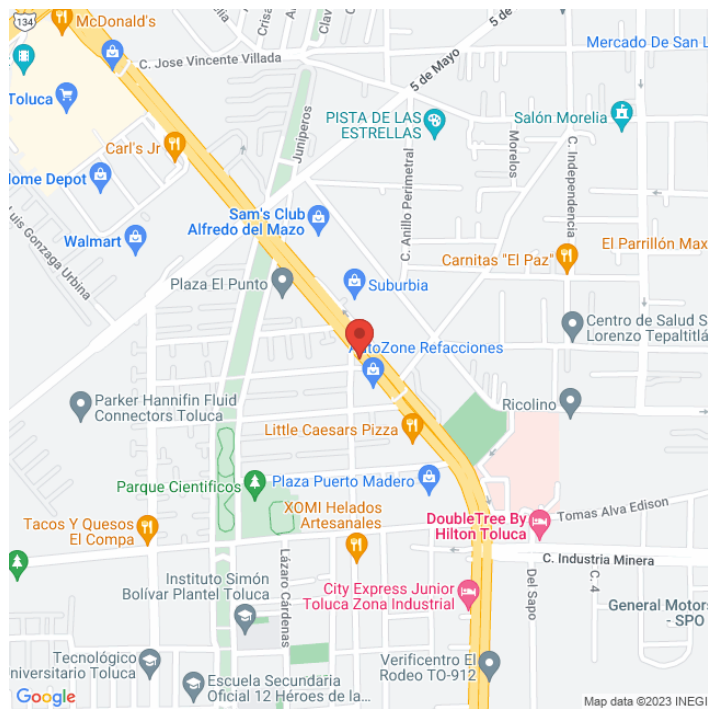 134
McDonald's
Clav
Crisa
C. Jose Vincente Villada
5 de Mayo
Mercado De San L
Toluca
Juniperos
PISTA DE LAS
ESTRELLAS
Salón Morelia
Carl's Jr
5 de Mayo
Morelos
C. Independencia
Home Depot
C. Anillo Perimetral
Luis Gonzaga Urbina
Sam's Club
Alfredo del Mazo
Walmart
El Parrillón Max
Carnitas "El Paz"
Plaza El Punto
Suburbia
Centro de Salud S
Lorenzo Tepaltitlá
AutoZone Refacciones
Parker Hannifin Fluid
Connectors Toluca
Ricolino
Little Caesars Pizza
Parque Cientificos
Plaza Puerto Madero
XOMI Helados
Artesanales
Tacos Y Quesos
El Compa
DoubleTree By
Hilton Toluca
Tomas Alva Edison
C. Industria Minera
Lázaro Cárdenas
Instituto Simón
Bolívar Plantel Toluca
City Express Junior
Toluca Zona Industrial
Del Sapo
C. 4
General Motors
- SPO
Tecnológico
Universitario Toluca
Verificentro El
Rodeo TO-912
Escuela Secundaria
Oficial 12 Héroes de la...
Google
Map data ©2023 INEGI